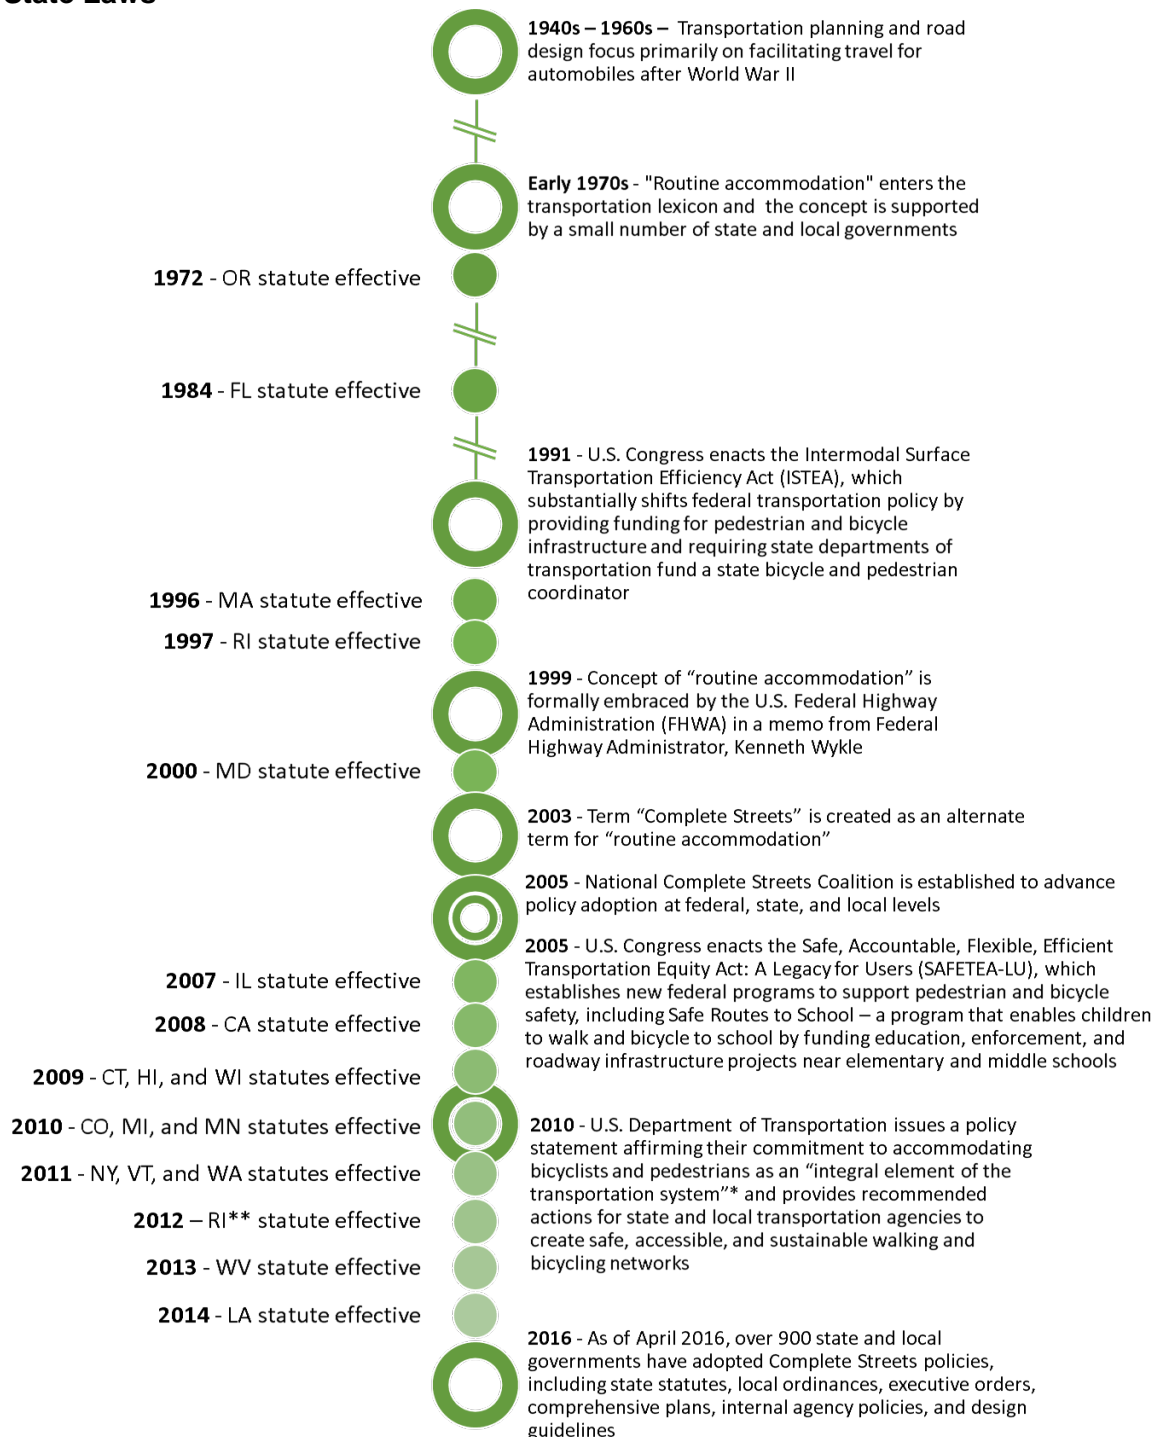 State Laws
1940s – 1960s – Transportation planning and road
design focus primarily on facilitating travel for
automobiles after World War II
Early 1970s - "Routine accommodation" enters the
transportation lexicon and the concept is supported
by a small number of state and local governments
1972 - OR statute effective
1984 - FL statute effective
1991 - U.S. Congress enacts the Intermodal Surface
Transportation Efficiency Act (ISTEA), which
substantially shifts federal transportation policy by
providing funding for pedestrian and bicycle
infrastructure and requiring state departments of
transportation fund a state bicycle and pedestrian
coordinator
1996 - MA statute effective
1997 - RI statute effective
1999 - Concept of “routine accommodation” is
formally embraced by the U.S. Federal Highway
Administration (FHWA) in a memo from Federal
Highway Administrator, Kenneth Wykle
2000 - MD statute effective
2003 - Term “Complete Streets” is created as an alternate
term for “routine accommodation”
2005 - National Complete Streets Coalition is established to advance
policy adoption at federal, state, and local levels
2005 - U.S. Congress enacts the Safe, Accountable, Flexible, Efficient
Transportation Equity Act: A Legacy for Users (SAFETEA-LU), which
establishes new federal programs to support pedestrian and bicycle
safety, including Safe Routes to School – a program that enables children
to walk and bicycle to school by funding education, enforcement, and
roadway infrastructure projects near elementary and middle schools
2007 - IL statute effective
2008 - CA statute effective
2009 - CT, HI, and WI statutes effective
2010 - CO, MI, and MN statutes effective
2010 - U.S. Department of Transportation issues a policy
statement affirming their commitment to accommodating
bicyclists and pedestrians as an “integral element of the
transportation system”* and provides recommended
actions for state and local transportation agencies to
create safe, accessible, and sustainable walking and
bicycling networks
2011 - NY, VT, and WA statutes effective
2012 – RI** statute effective
2013 - WV statute effective
2014 - LA statute effective
2016 - As of April 2016, over 900 state and local
governments have adopted Complete Streets policies,
including state statutes, local ordinances, executive orders,
comprehensive plans, internal agency policies, and design
guidelines